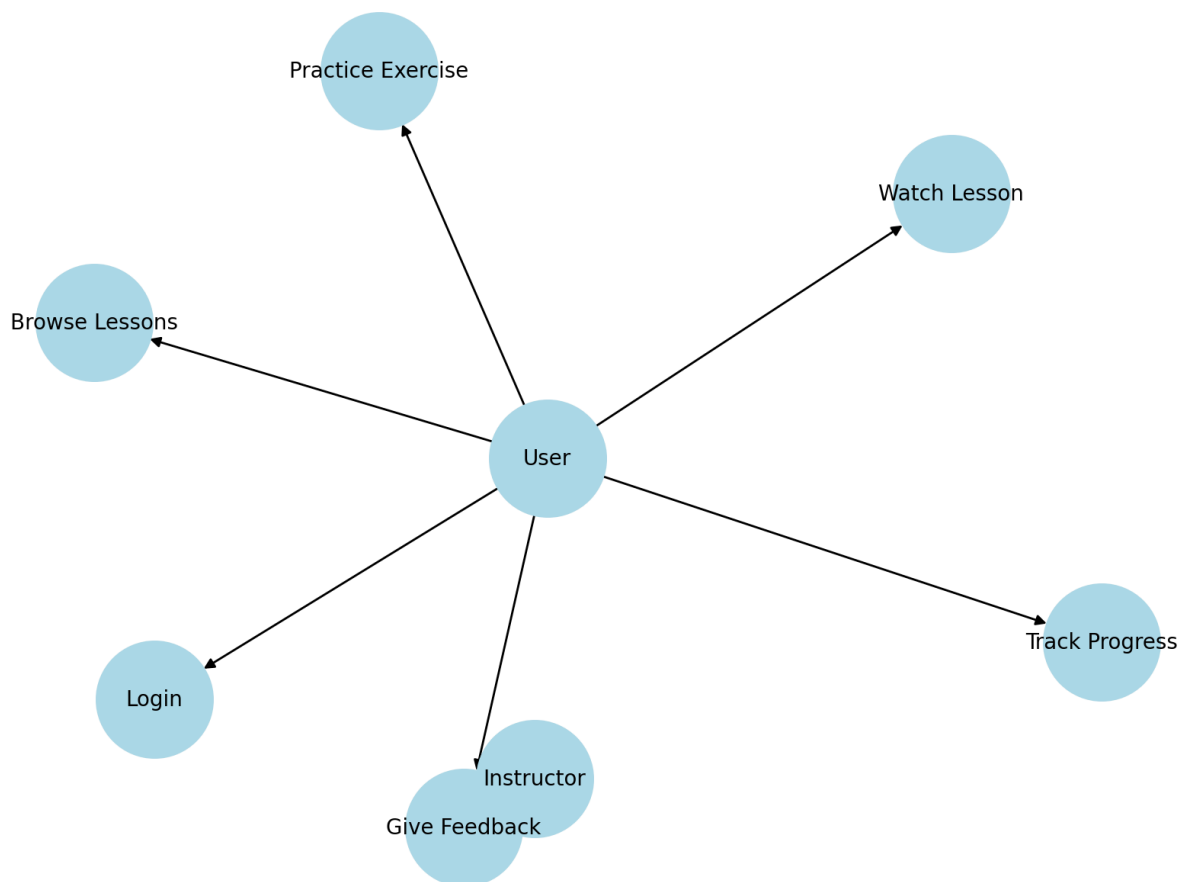 Practice Exercise
Watch Lesson
Browse Lessons
User
Track Progress
Login
Instructor
Give Feedback